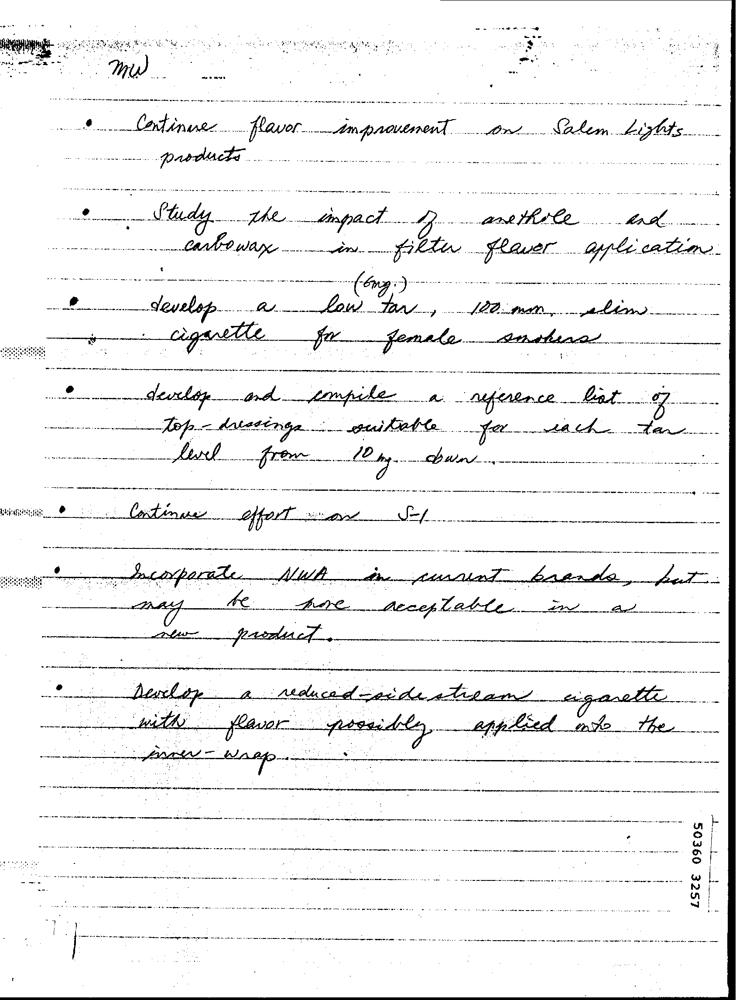 MW
• Continue flavor improvement on Salem Lights
products
• Study the impact of anethole and
carbowax in filter flavor application
(6mg.)
• develop a low tar, 100 mm. slim
cigarette for female smokers
• develop and compile a reference list of
top-dressings suitable for each tar
level from 10 mg. down.
• Continue effort on S-1
• Incorporate NWA in current brands, but
may be more acceptable in a
new product.
• Develop a reduced-sidestream cigarette
with flavor possibly applied onto the
inner-wrap.
50360 3257